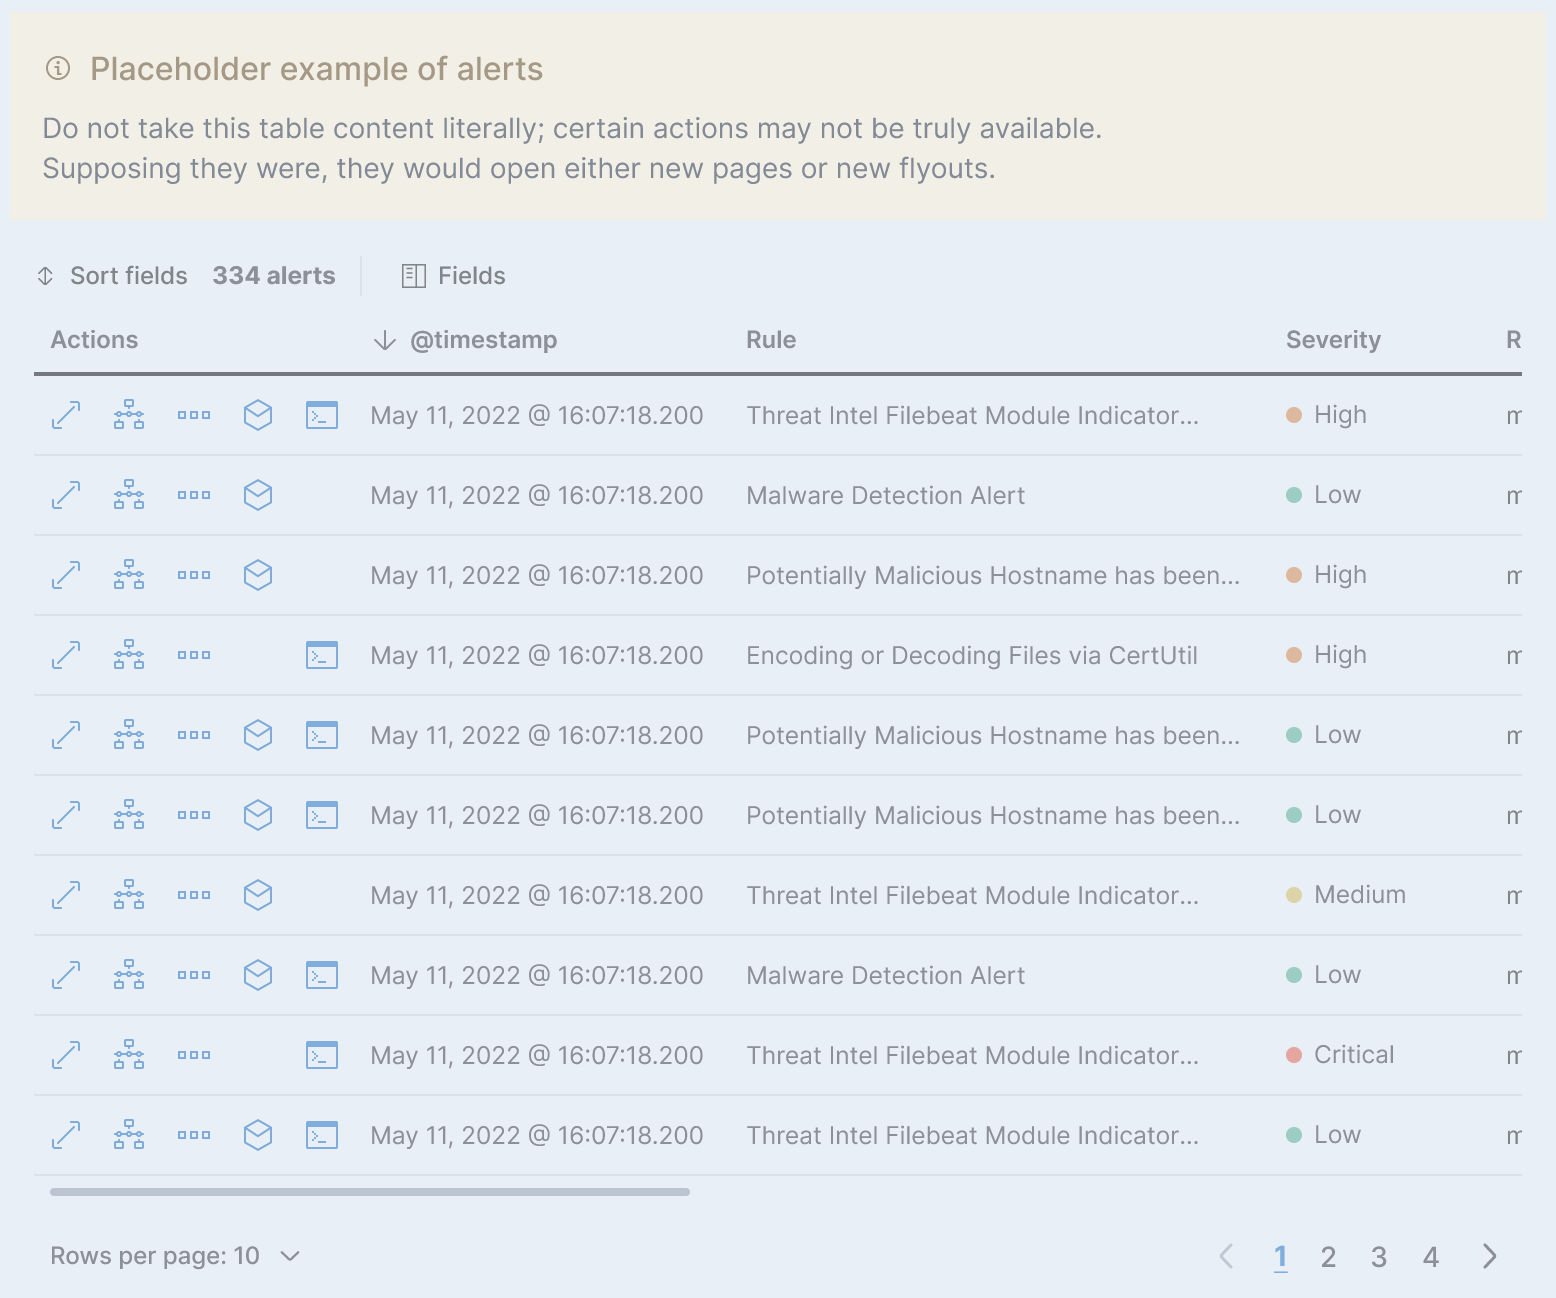 Placeholder example of alerts
Do not take this table content literally; certain actions may not be truly available.
Supposing they were, they would open either new pages or new flyouts.
Sort fields 334 alerts Fields
Actions @timestamp Rule Severity R
May 11, 2022 @ 16:07:18.200 Threat Intel Filebeat Module Indicator... High m
May 11, 2022 @ 16:07:18.200 Malware Detection Alert Low m
May 11, 2022 @ 16:07:18.200 Potentially Malicious Hostname has been... High m
May 11, 2022 @ 16:07:18.200 Encoding or Decoding Files via CertUtil High m
May 11, 2022 @ 16:07:18.200 Potentially Malicious Hostname has been... Low m
May 11, 2022 @ 16:07:18.200 Potentially Malicious Hostname has been... Low m
May 11, 2022 @ 16:07:18.200 Threat Intel Filebeat Module Indicator... Medium m
May 11, 2022 @ 16:07:18.200 Malware Detection Alert Low m
May 11, 2022 @ 16:07:18.200 Threat Intel Filebeat Module Indicator... Critical m
May 11, 2022 @ 16:07:18.200 Threat Intel Filebeat Module Indicator... Low m
Rows per page: 10 1 2 3 4